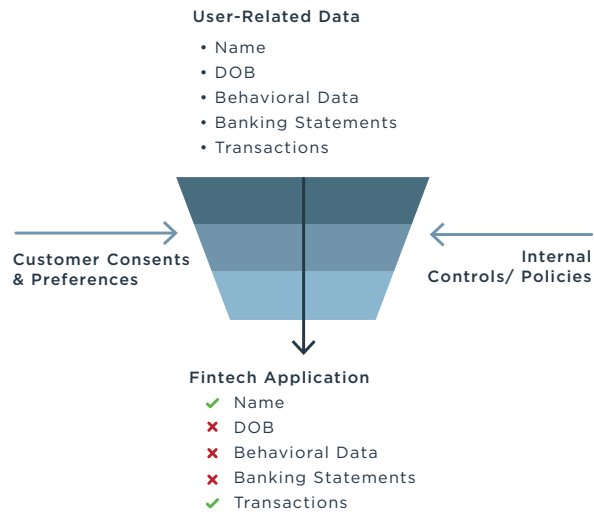 User-Related Data
• Name
• DOB
• Behavioral Data
• Banking Statements
• Transactions
Customer Consents
& Preferences
Internal
Controls/ Policies
Fintech Application
✓ Name
✗ DOB
✗ Behavioral Data
✗ Banking Statements
✓ Transactions